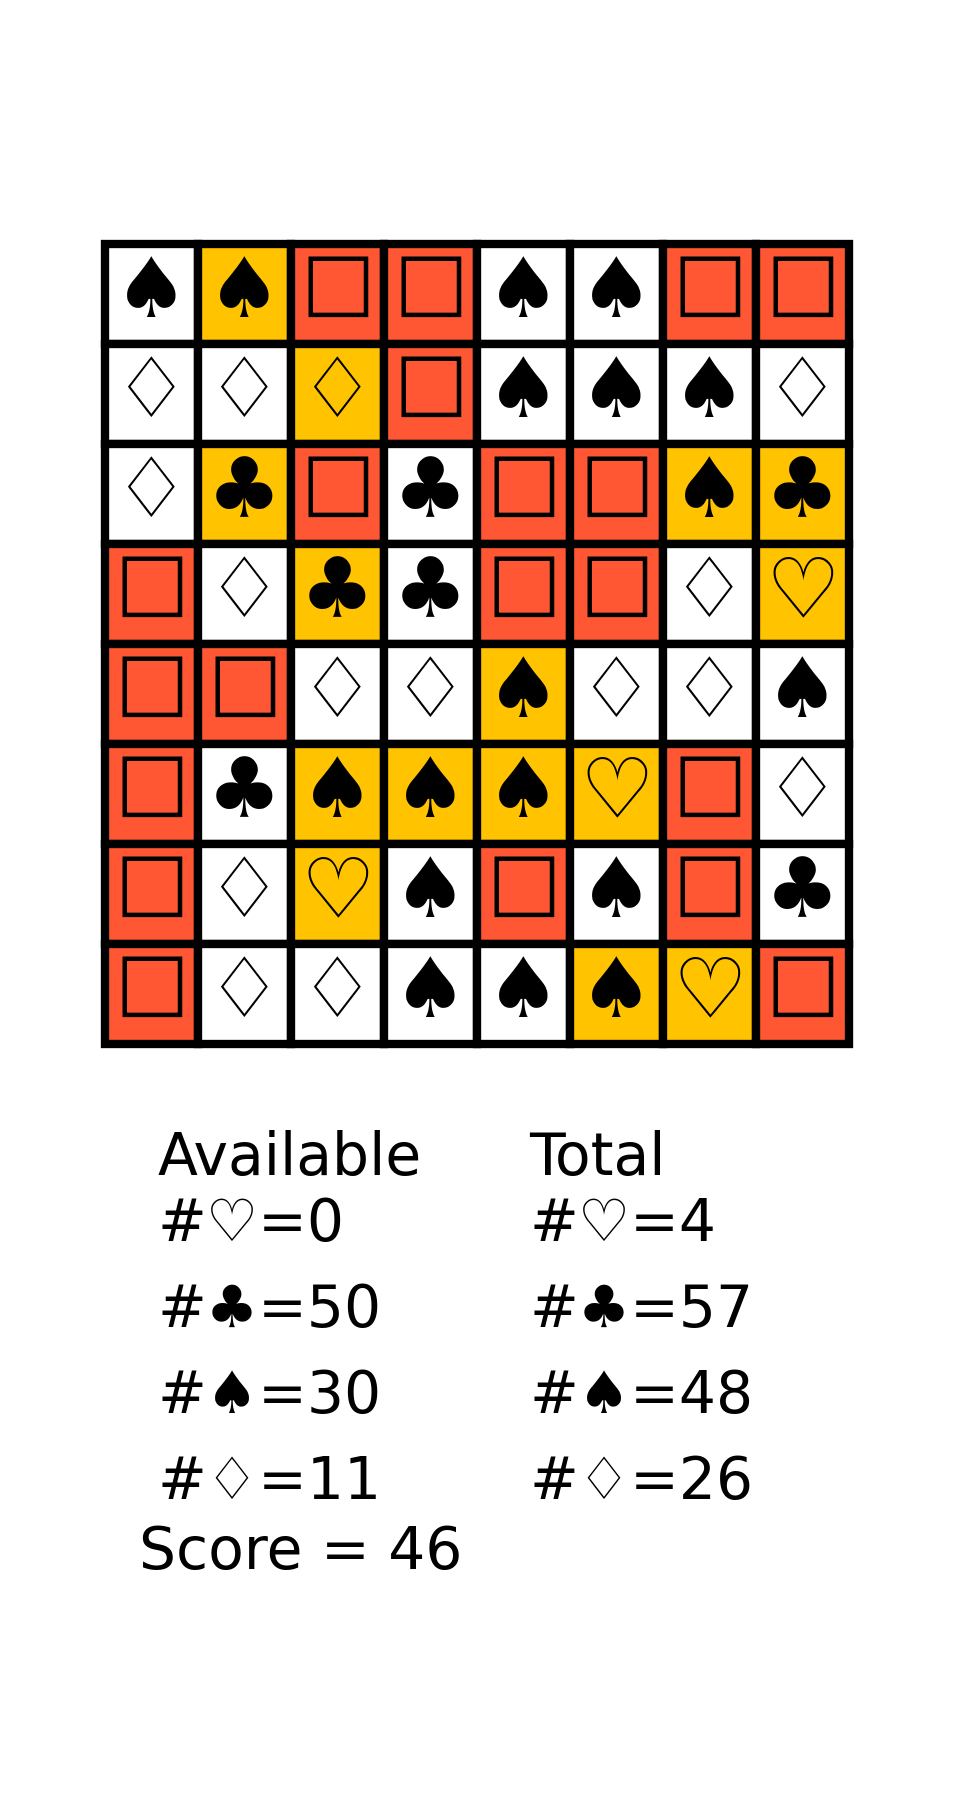 ♠ ♠ □ □ ♠ ♠ □ □
♢ ♢ ♢ □ ♠ ♠ ♠ ♢
♢ ♣ □ ♣ □ □ ♠ ♣
□ ♢ ♣ ♣ □ □ ♢ ♡
□ □ ♢ ♢ ♠ ♢ ♢ ♠
□ ♣ ♠ ♠ ♠ ♡ □ ♢
□ ♢ ♡ ♠ □ ♠ □ ♣
□ ♢ ♢ ♠ ♠ ♠ ♡ □
Available Total
#♡=0 #♡=4
#♣=50 #♣=57
#♠=30 #♠=48
#♢=11 #♢=26
Score = 46